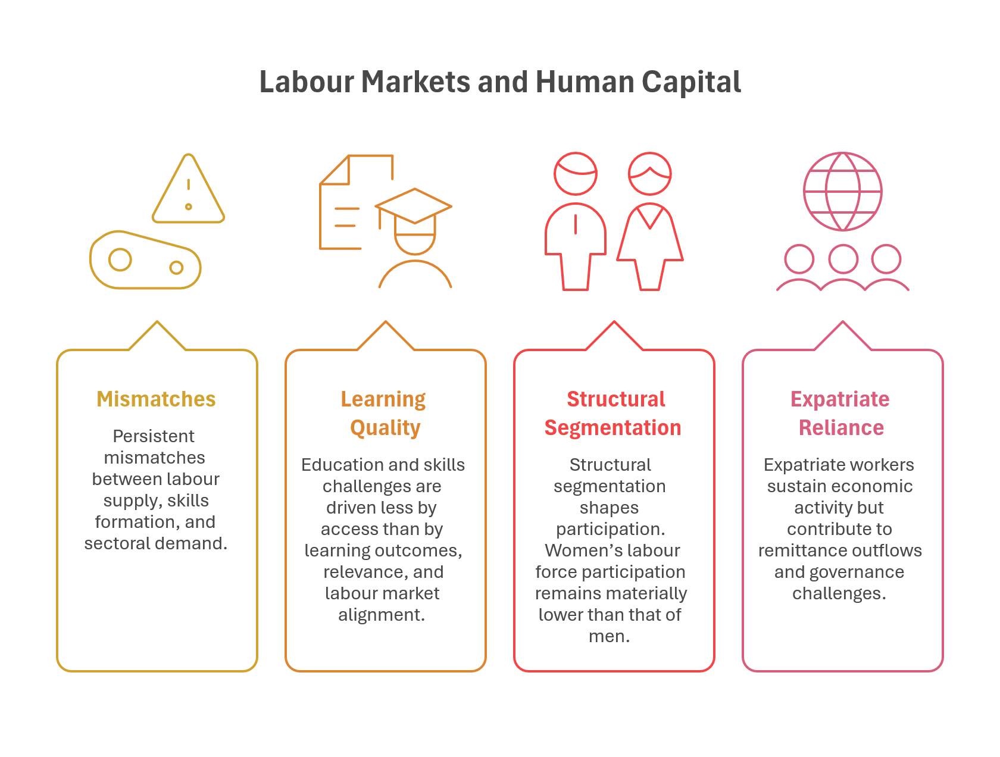 Labour Markets and Human Capital
Mismatches
Persistent
mismatches
between labour
supply, skills
formation, and
sectoral demand.
Learning
Quality
Education and skills
challenges are
driven less by
access than by
learning outcomes,
relevance, and
labour market
alignment.
Structural
Segmentation
Structural
segmentation
shapes
participation.
Women’s labour
force participation
remains materially
lower than that of
men.
Expatriate
Reliance
Expatriate workers
sustain economic
activity but
contribute to
remittance outflows
and governance
challenges.